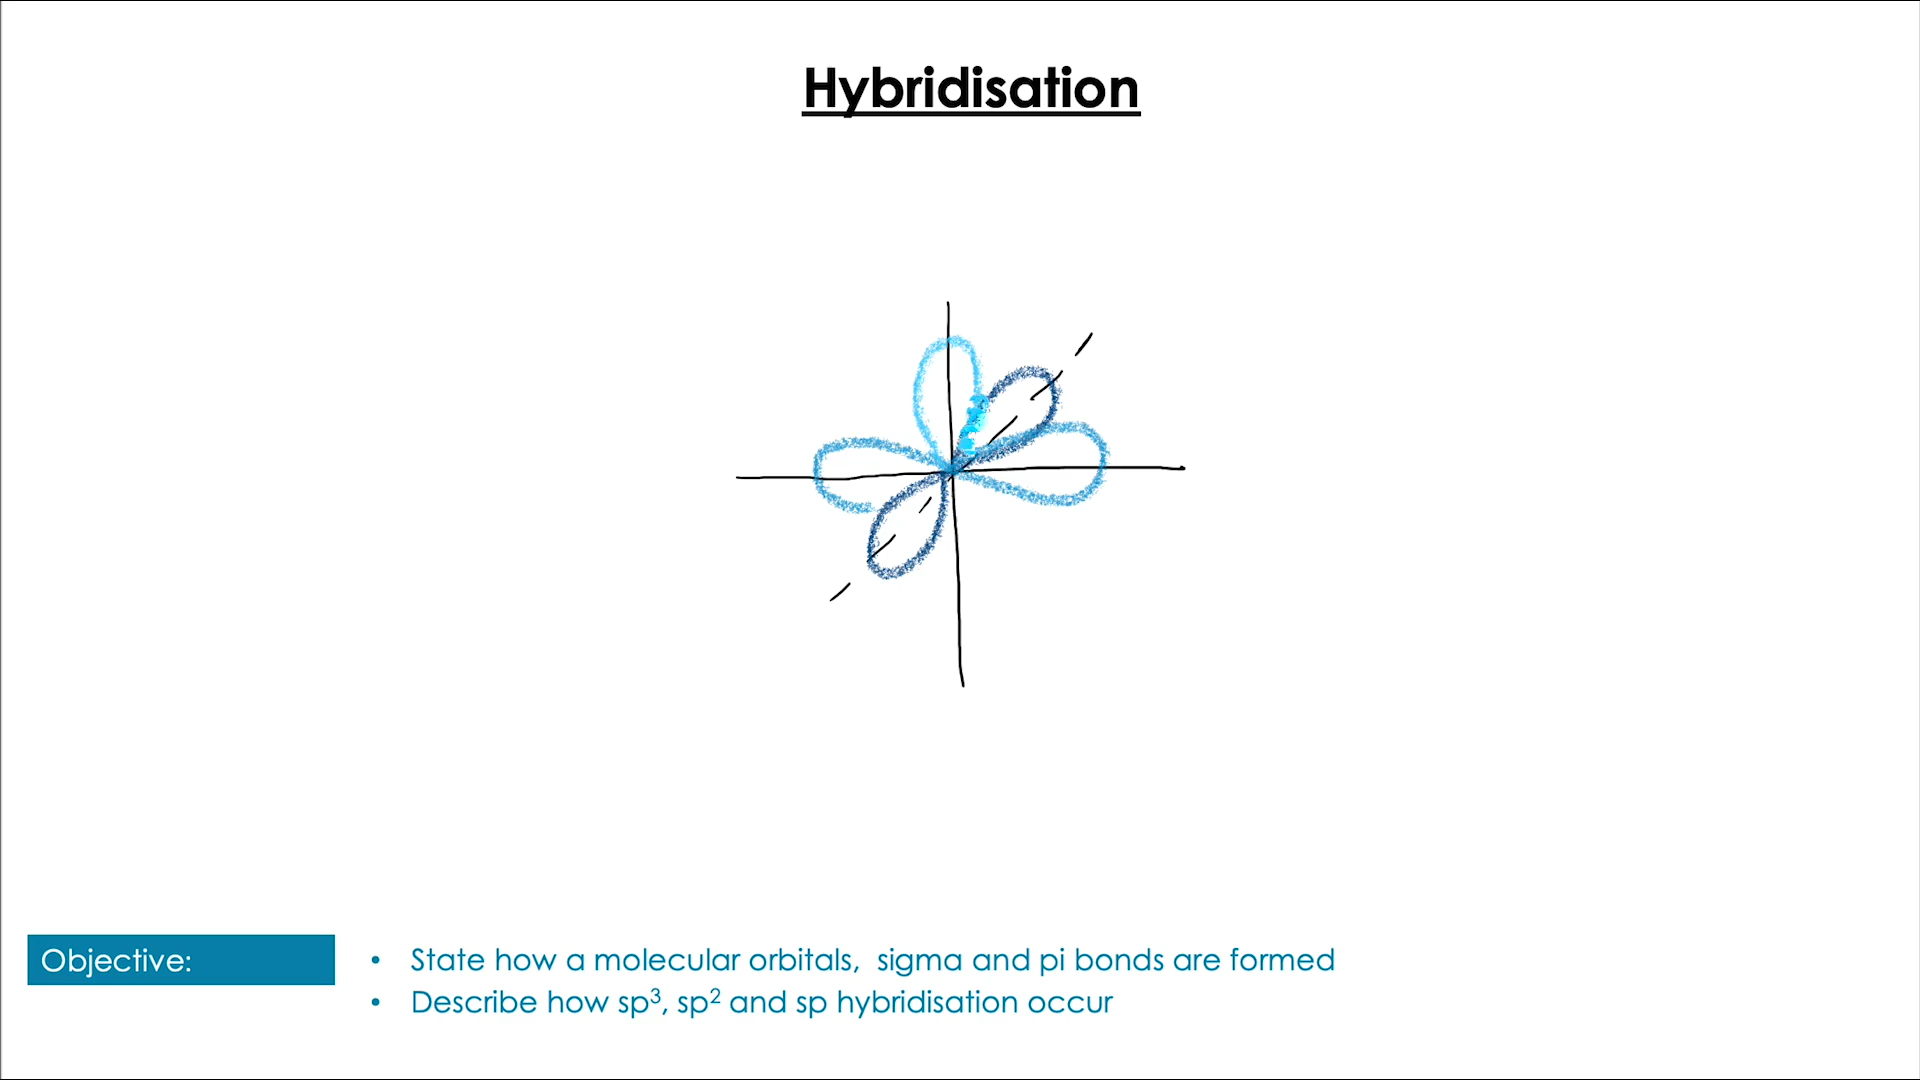 Hybridisation
Objective:
• State how a molecular orbitals, sigma and pi bonds are formed
• Describe how sp³, sp² and sp hybridisation occur